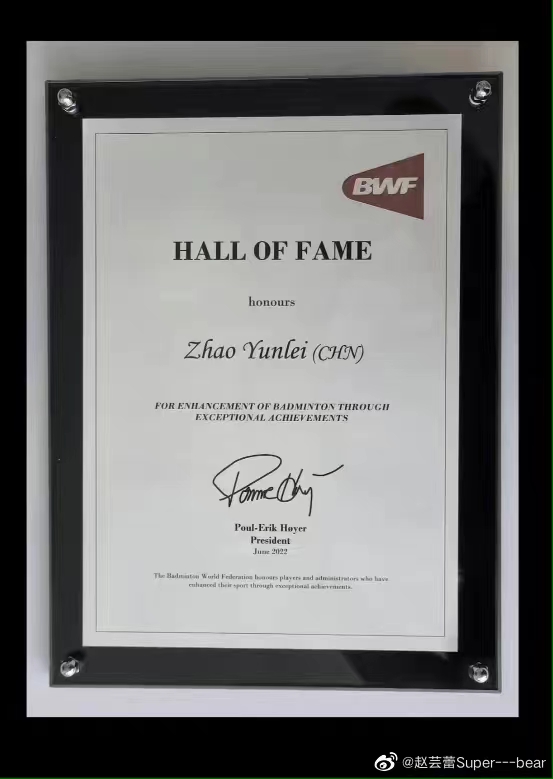 BWF
HALL OF FAME
honours
Zhao Yunlei (CHN)
FOR ENHANCEMENT OF BADMINTON THROUGH
EXCEPTIONAL ACHIEVEMENTS
Poul-Erik Høyer
President
June 2022
The Badminton World Federation honours players and administrators who have
enhanced their sport through exceptional achievements.
@赵芸蕾Super---bear